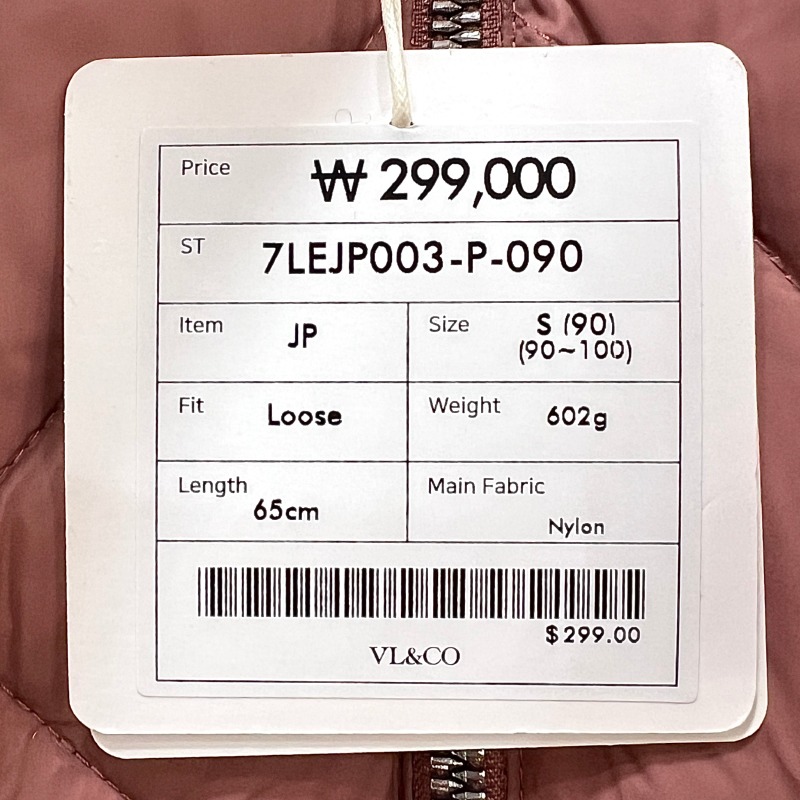 Price ₩ 299,000
ST 7LEJP003-P-090
Item JP
Size S (90)
(90~100)
Fit Loose
Weight 602g
Length
65cm
Main Fabric
Nylon
$299.00
VL&CO